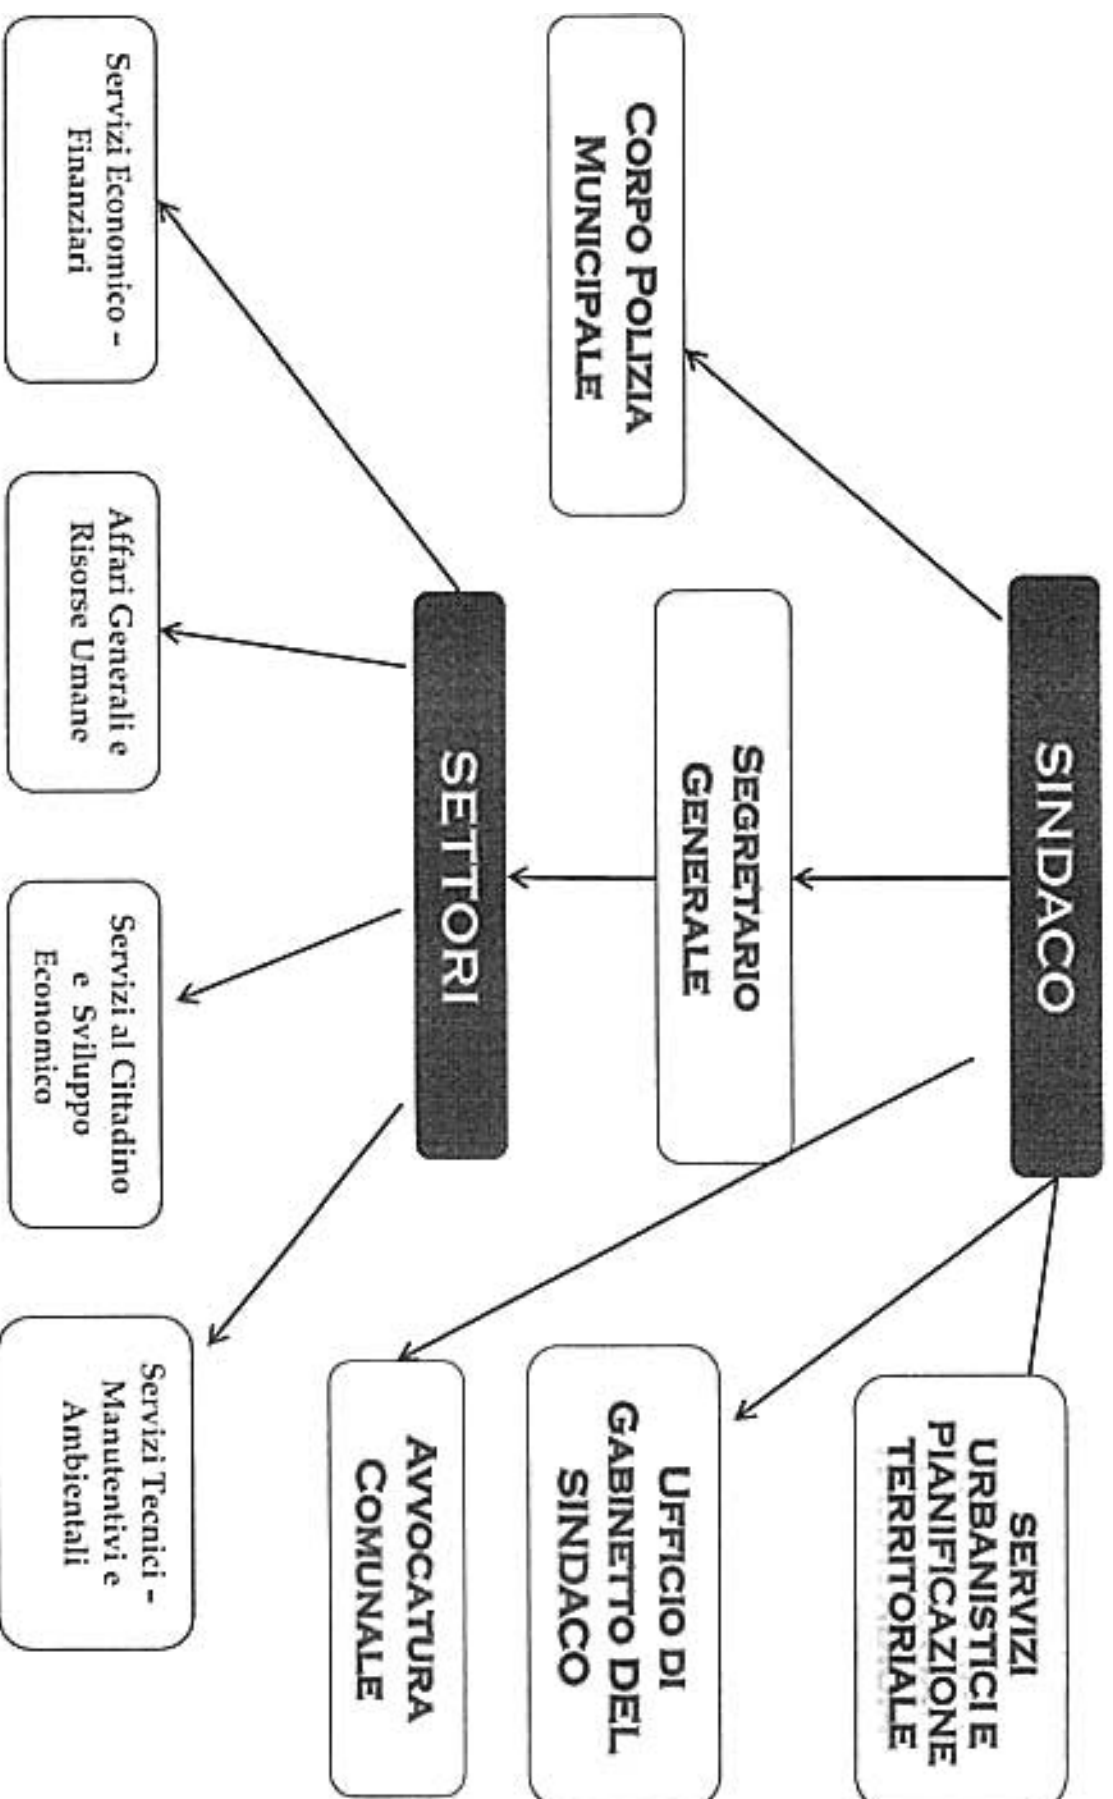 SINDACO
SERVIZI
URBANISTICI E
PIANIFICAZIONE
TERRITORIALE
CORPO POLIZIA
MUNICIPALE
SEGRETARIO
GENERALE
UFFICIO DI
GABINETTO DEL
SINDACO
AVVOCATURA
COMUNALE
SETTORI
Servizi Economico –
Finanziari
Affari Generali e
Risorse Umane
Servizi al Cittadino
e Sviluppo
Economico
Servizi Tecnici –
Manutentivi e
Ambientali